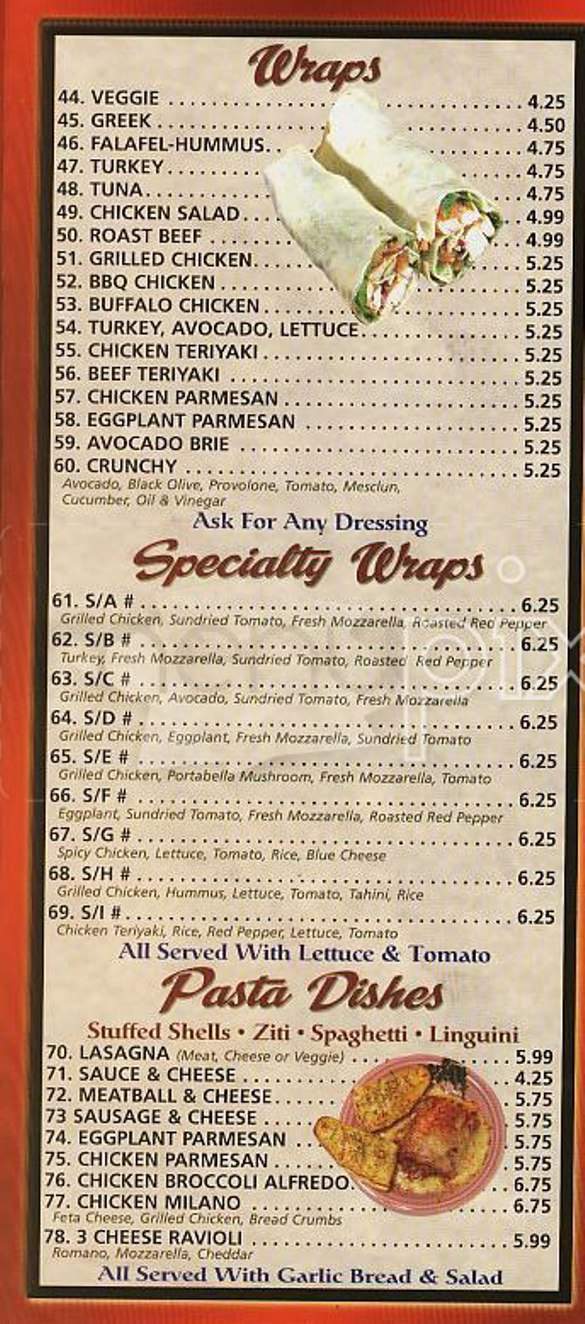 Wraps
44. VEGGIE ........................ 4.25
45. GREEK ........................ 4.50
46. FALAFEL-HUMMUS........................ 4.75
47. TURKEY ........................ 4.75
48. TUNA ........................ 4.75
49. CHICKEN SALAD ........................ 4.99
50. ROAST BEEF ........................ 4.99
51. GRILLED CHICKEN ........................ 5.25
52. BBQ CHICKEN ........................ 5.25
53. BUFFALO CHICKEN ........................ 5.25
54. TURKEY, AVOCADO, LETTUCE ........................ 5.25
55. CHICKEN TERIYAKI ........................ 5.25
56. BEEF TERIYAKI ........................ 5.25
57. CHICKEN PARMESAN ........................ 5.25
58. EGGPLANT PARMESAN ........................ 5.25
59. AVOCADO BRIE ........................ 5.25
60. CRUNCHY ........................ 5.25
Avocado, Black Olive, Provolone, Tomato, Mesclun,
Cucumber, Oil & Vinegar
Ask For Any Dressing
Specialty Wraps
61. S/A # ........................ 6.25
Grilled Chicken, Sundried Tomato, Fresh Mozzarella, Roasted Red Pepper
62. S/B # ........................ 6.25
Turkey, Fresh Mozzarella, Sundried Tomato, Roasted Red Pepper
63. S/C # ........................ 6.25
Grilled Chicken, Avocado, Sundried Tomato, Fresh Mozzarella
64. S/D # ........................ 6.25
Grilled Chicken, Eggplant, Fresh Mozzarella, Sundried Tomato
65. S/E # ........................ 6.25
Grilled Chicken, Portabella Mushroom, Fresh Mozzarella, Tomato
66. S/F # ........................ 6.25
Eggplant, Sundried Tomato, Fresh Mozzarella, Roasted Red Pepper
67. S/G # ........................ 6.25
Spicy Chicken, Lettuce, Tomato, Rice, Blue Cheese
68. S/H # ........................ 6.25
Grilled Chicken, Hummus, Lettuce, Tomato, Tahini, Rice
69. S/I # ........................ 6.25
Chicken Teriyaki, Rice, Red Pepper, Lettuce, Tomato
All Served With Lettuce & Tomato
Pasta Dishes
Stuffed Shells • Ziti • Spaghetti • Linguini
70. LASAGNA (Meat, Cheese or Veggie) ........................ 5.99
71. SAUCE & CHEESE ........................ 4.25
72. MEATBALL & CHEESE ........................ 5.75
73 SAUSAGE & CHEESE ........................ 5.75
74. EGGPLANT PARMESAN ........................ 5.75
75. CHICKEN PARMESAN ........................ 5.75
76. CHICKEN BROCCOLI ALFREDO ........................ 6.75
77. CHICKEN MILANO ........................ 6.75
Feta Cheese, Grilled Chicken, Bread Crumbs
78. 3 CHEESE RAVIOLI ........................ 5.99
Romano, Mozzarella, Cheddar
All Served With Garlic Bread & Salad